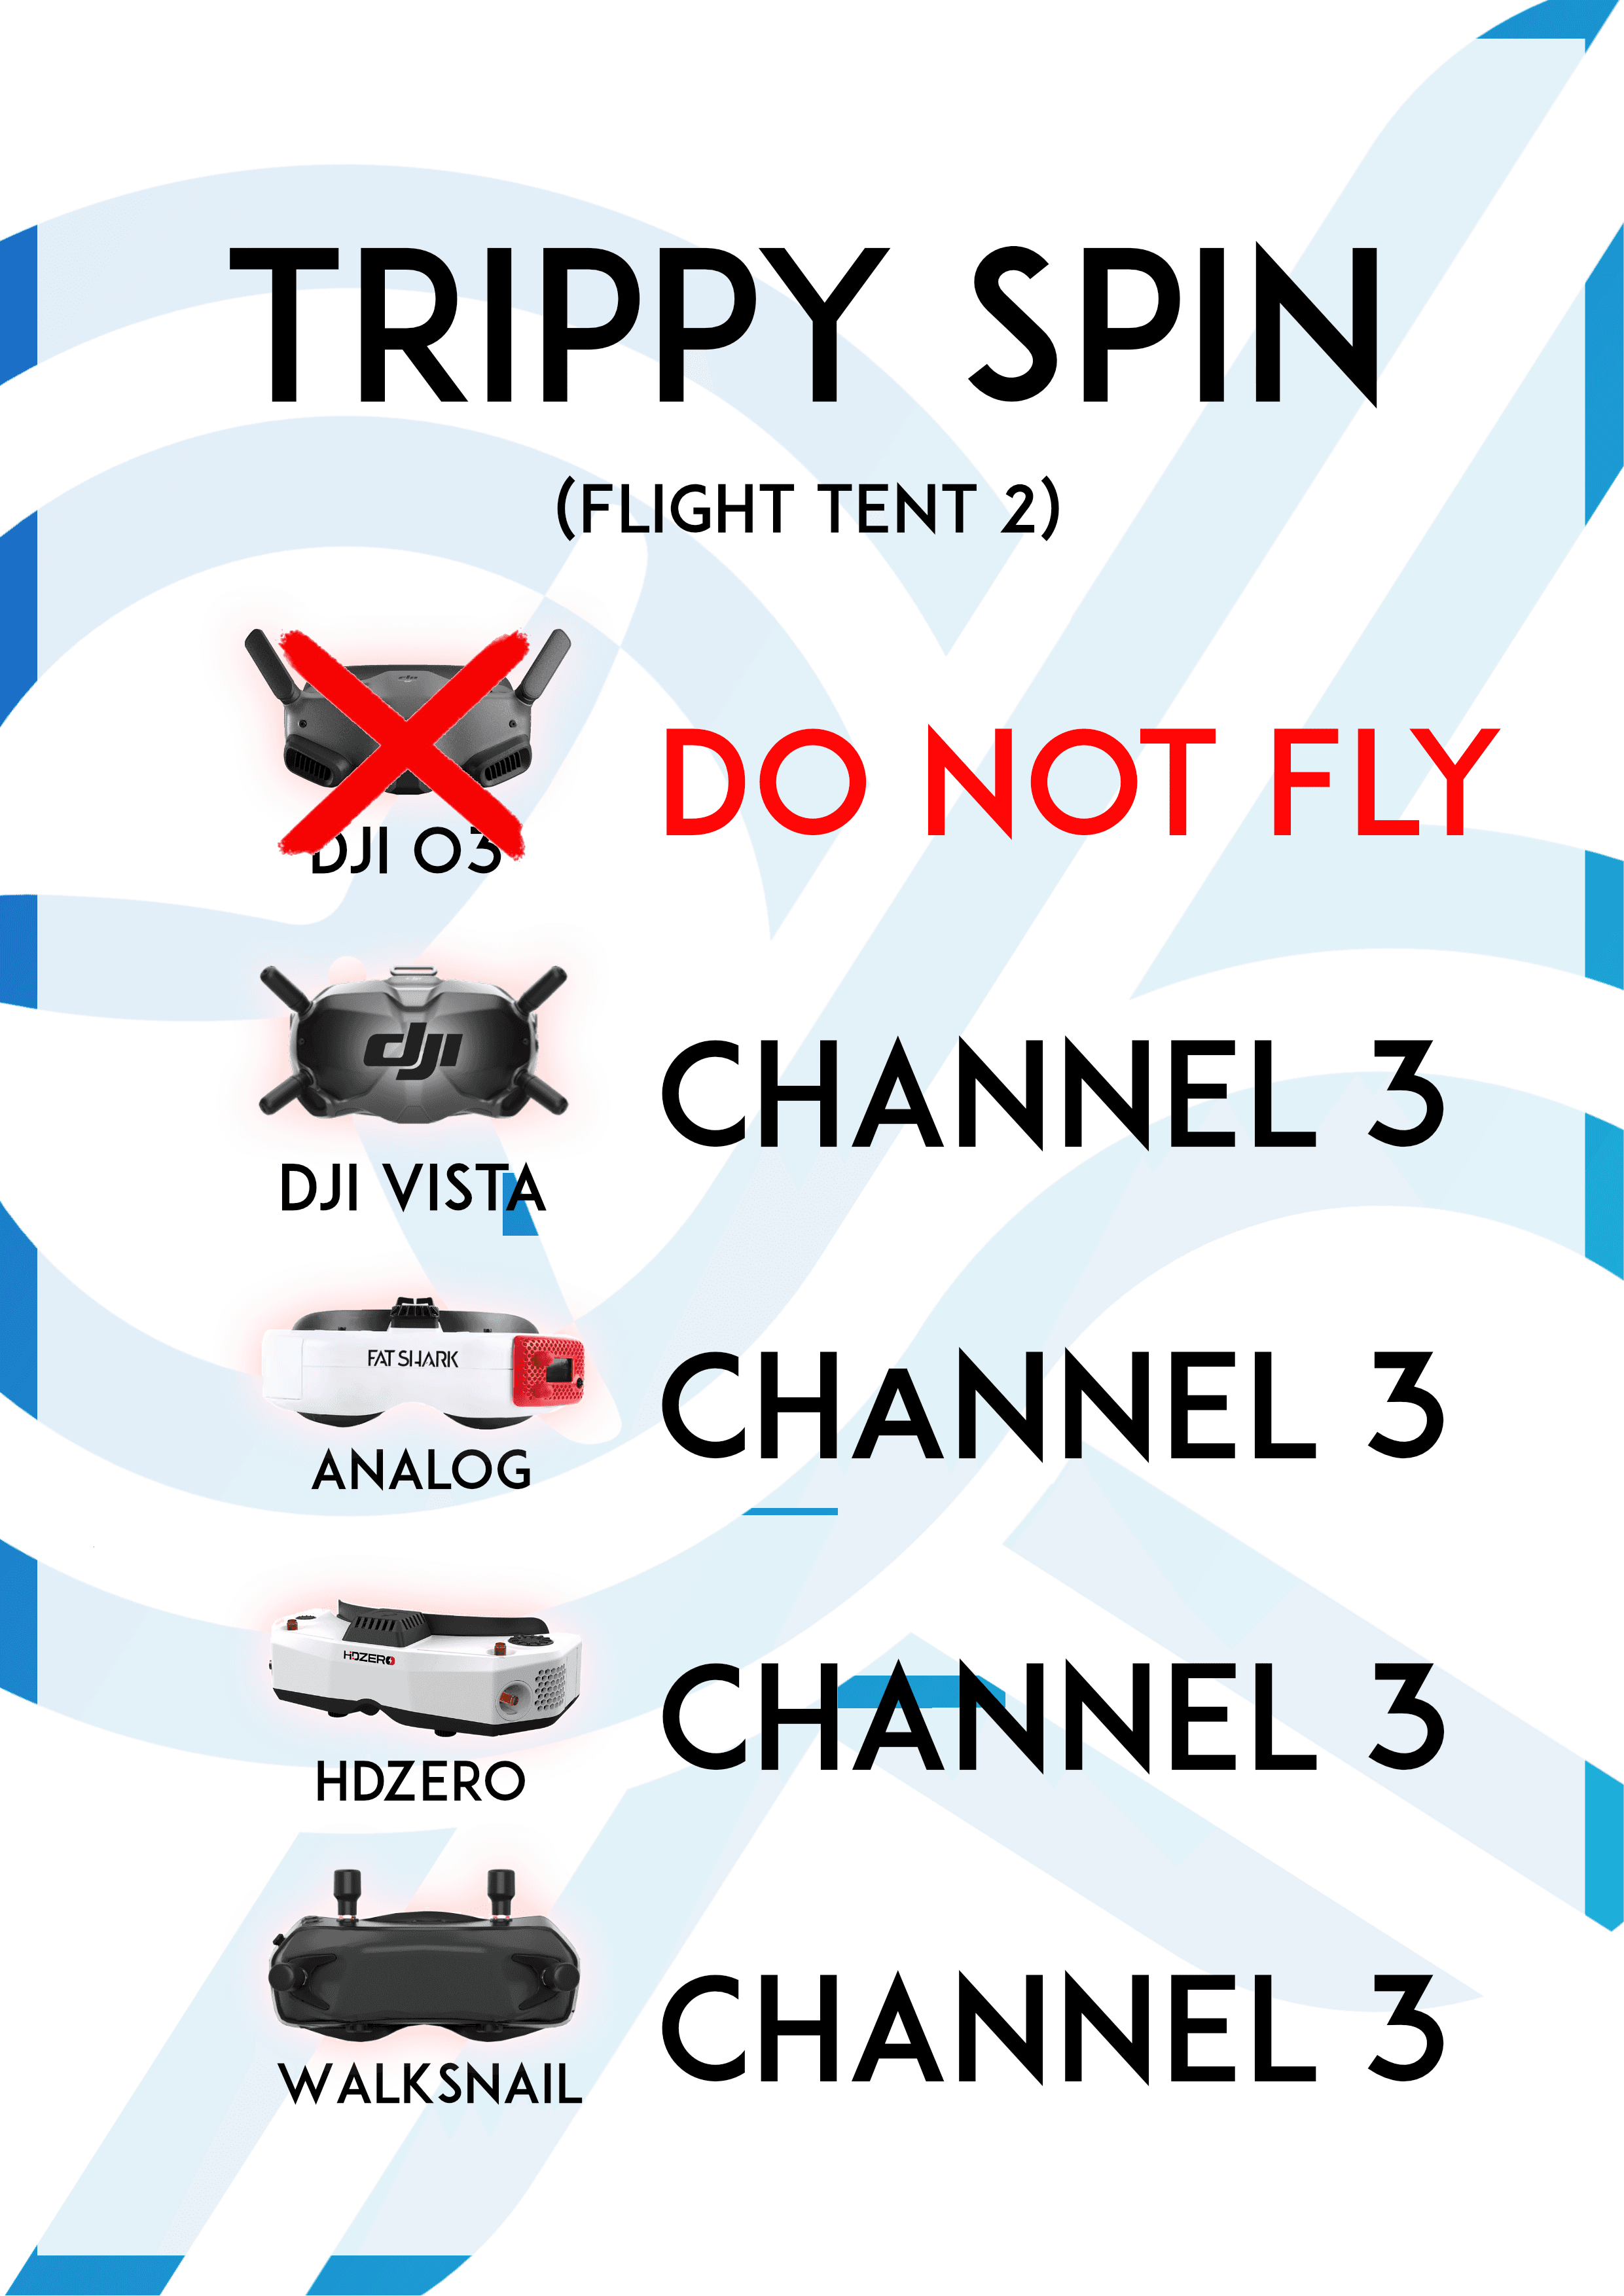 TRIPPY SPIN
(FLIGHT TENT 2)
DJI O3
DO NOT FLY
dji
DJI VISTA
CHANNEL 3
FAT SHARK
ANALOG
CHaNNEL 3
HDZERO
HDZERO
CHANNEL 3
WALKSNAIL
CHANNEL 3